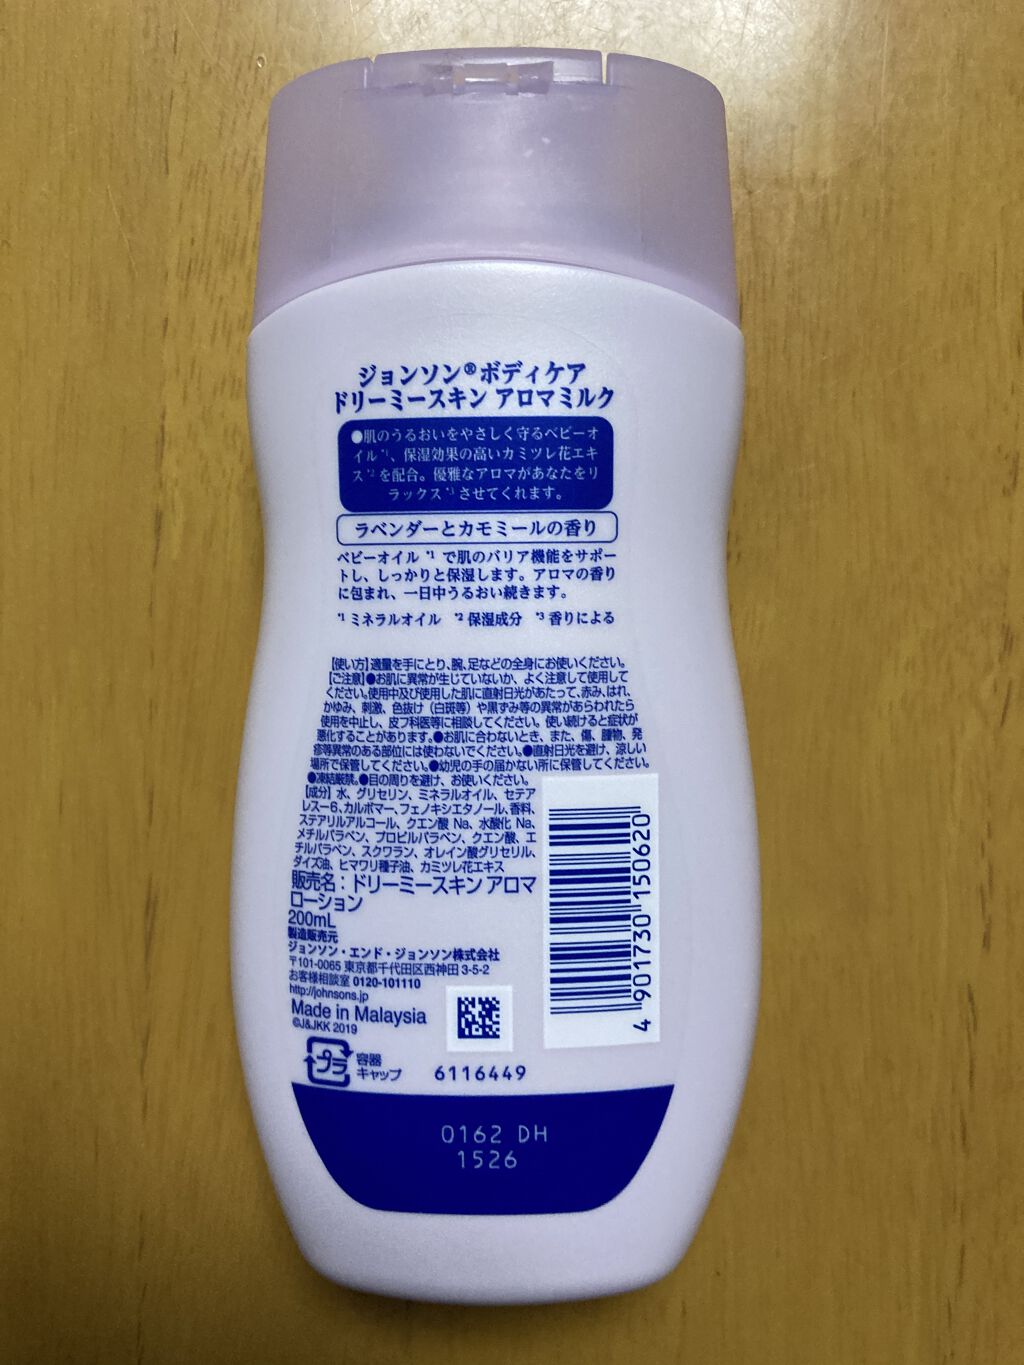 ジョンソン®ボディケア
ドリーミースキン アロマミルク
●肌のうるおいをやさしく守るベビーオ
イル*1、保湿効果の高いカミツレ花エキ
ス*2を配合。優雅なアロマがあなたをリ
ラックス*3させてくれます。
ラベンダーとカモミールの香り
ベビーオイル*1で肌のバリア機能をサポー
トし、しっかりと保湿します。アロマの香り
に包まれ、一日中うるおい続きます。
*1 ミネラルオイル *2 保湿成分 *3 香りによる
【使い方】適量を手にとり、腕、足などの全身にお使いください。
【ご注意】●お肌に異常が生じていないか、よく注意して使用して
ください。使用中及び使用した肌に直射日光があたって、赤み、はれ、
かゆみ、刺激、色抜け（白斑等）や黒ずみ等の異常があらわれたら
使用を中止し、皮フ科医等に相談してください。使い続けると症状が
悪化することがあります。●お肌に合わないとき、また、傷、腫物、発
疹等異常のある部位には使わないでください。●直射日光を避け、涼しい
場所で保管してください。●幼児の手の届かない所に保管してください。
●凍結厳禁。●目の周りを避け、お使いください。
【成分】水、グリセリン、ミネラルオイル、セテア
レス－6、カルボマー、フェノキシエタノール、香料、
ステアリルアルコール、クエン酸 Na、水酸化 Na、
メチルパラベン、プロピルパラベン、クエン酸、エ
チルパラベン、スクワラン、オレイン酸グリセリル、
ダイズ油、ヒマワリ種子油、カミツレ花エキス
販売名：ドリーミースキン アロマ
ローション
200mL
製造販売元
ジョンソン・エンド・ジョンソン株式会社
〒101-0065 東京都千代田区西神田 3-5-2
お客様相談室 0120-101110
http://johnsons.jp
Made in Malaysia
©J&JKK 2019
プラ
容器
キャップ
6116449
4 901730 150620
0162 DH
1526